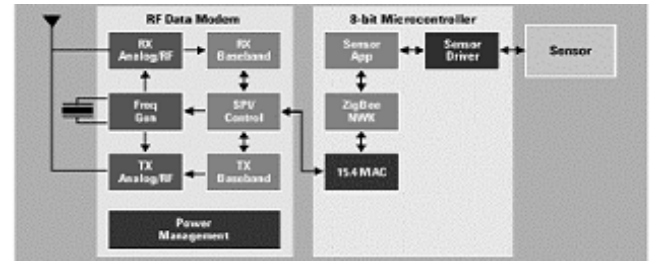 RF Data Modem
8-bit Microcontroller
RX
Analog/RF
RX
Baseband
Sensor
App
Sensor
Driver
Sensor
Freq
Gen
SPI/
Control
ZigBee
NWK
TX
Analog/RF
TX
Baseband
15.4 MAC
Power
Management